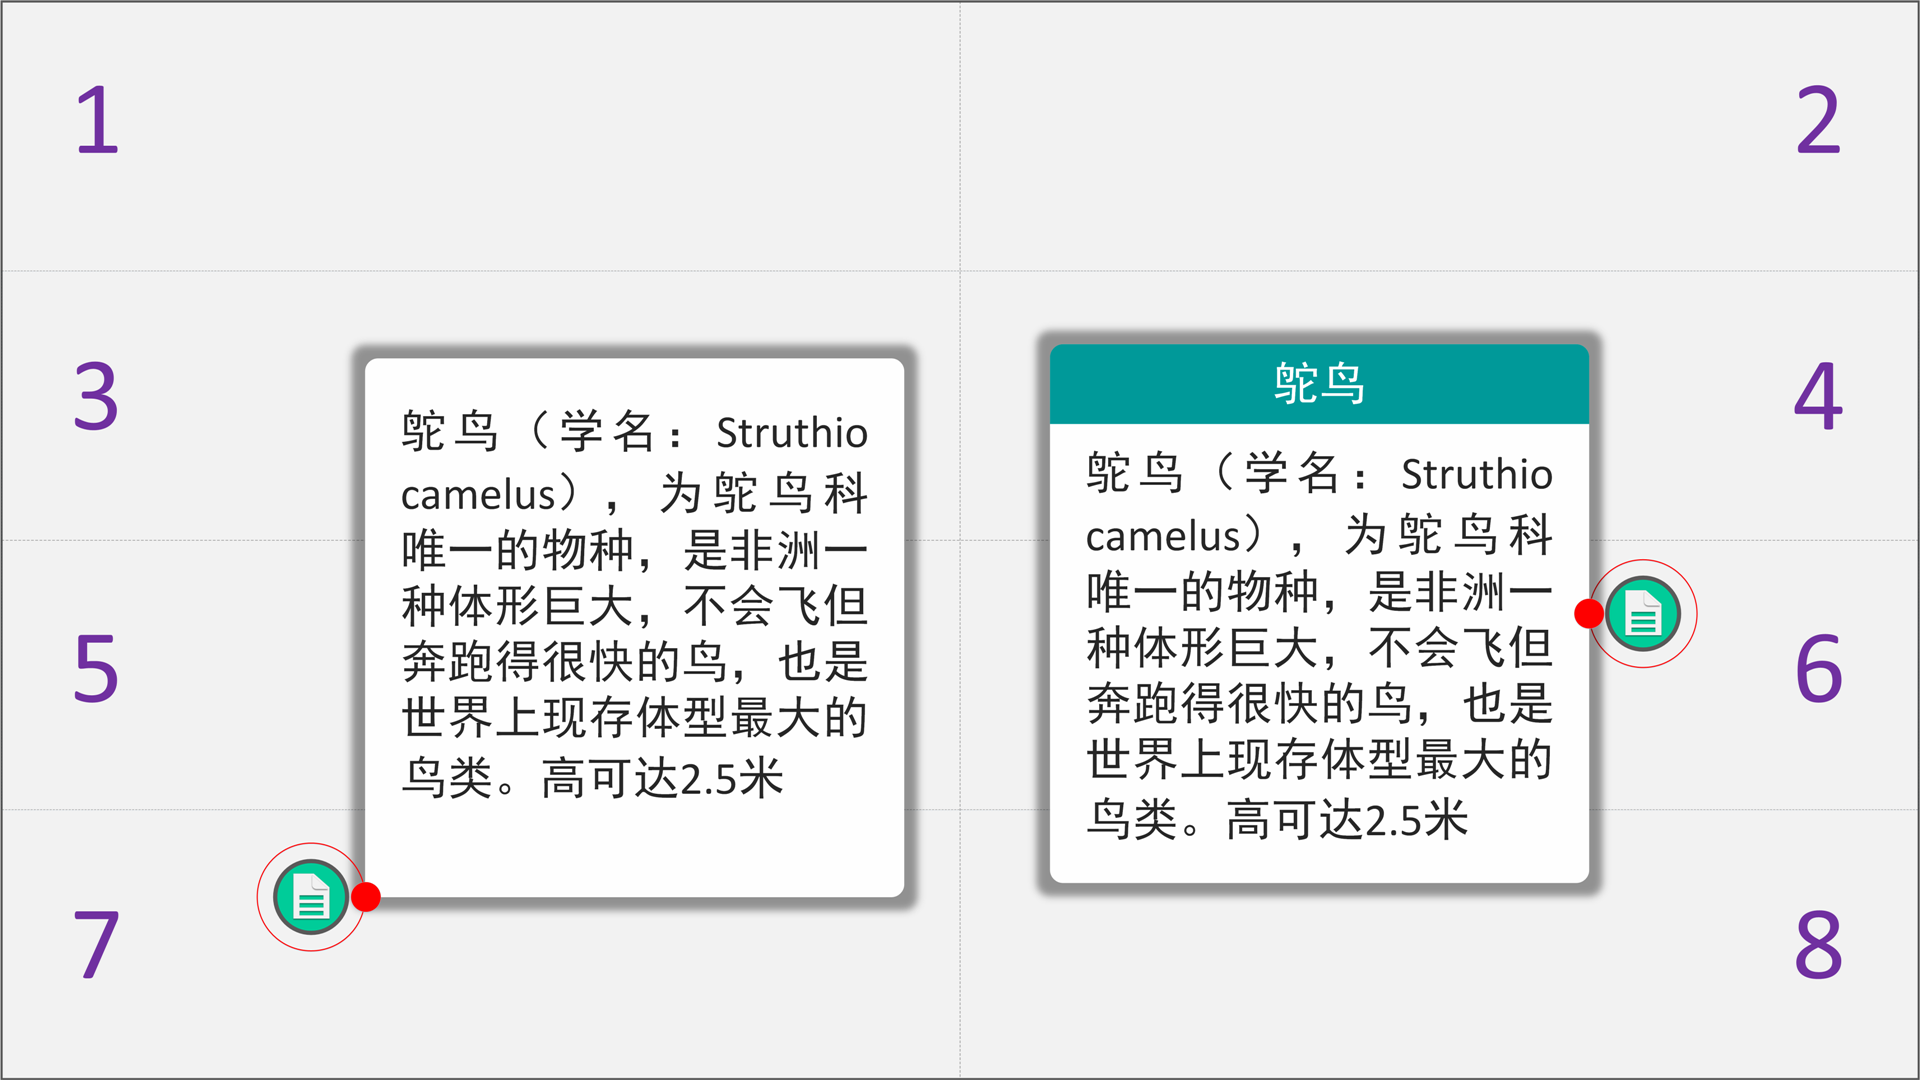 1
2
3
4
鸵鸟
鸵鸟（学名：Struthio
camelus），为鸵鸟科
唯一的物种，是非洲一
种体形巨大，不会飞但
奔跑得很快的鸟，也是
世界上现存体型最大的
鸟类。高可达2.5米
鸵鸟（学名：Struthio
camelus），为鸵鸟科
唯一的物种，是非洲一
种体形巨大，不会飞但
奔跑得很快的鸟，也是
世界上现存体型最大的
鸟类。高可达2.5米
5
6
7
8